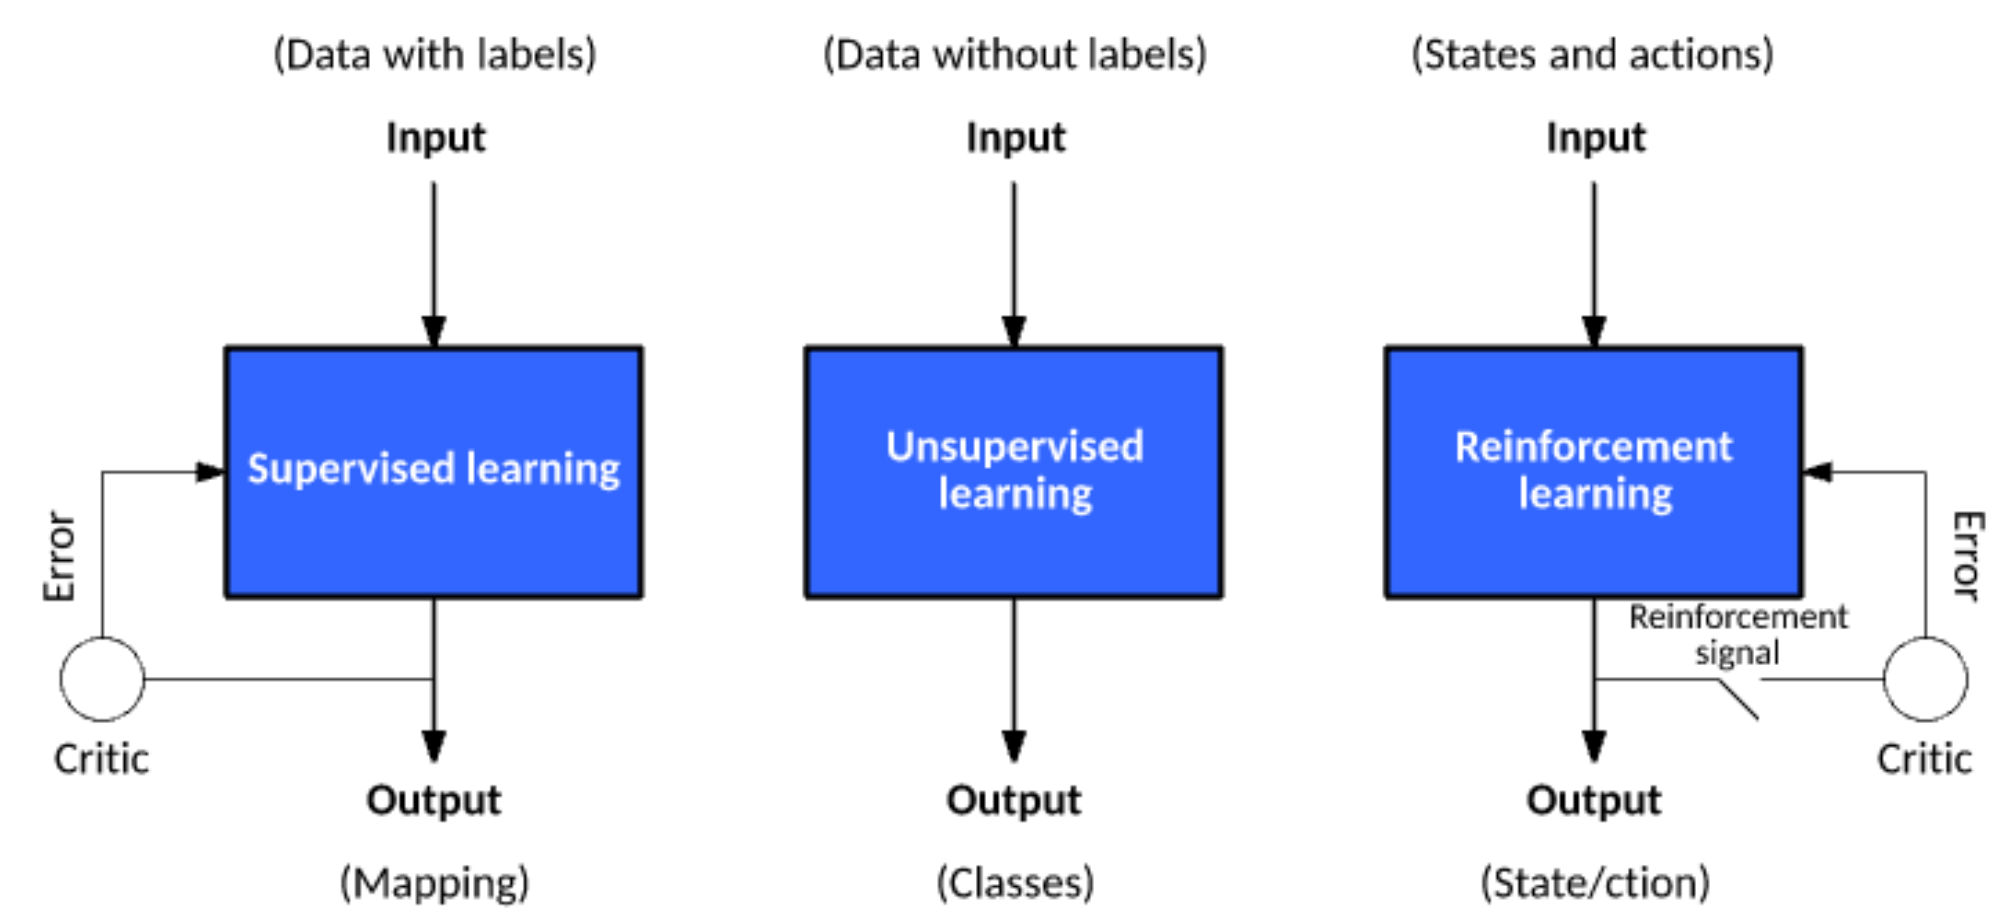 (Data with labels)
Input
Supervised learning
Error
Critic
Output
(Mapping)
(Data without labels)
Input
Unsupervised
learning
Output
(Classes)
(States and actions)
Input
Reinforcement
learning
Reinforcement
signal
Error
Critic
Output
(State/ction)